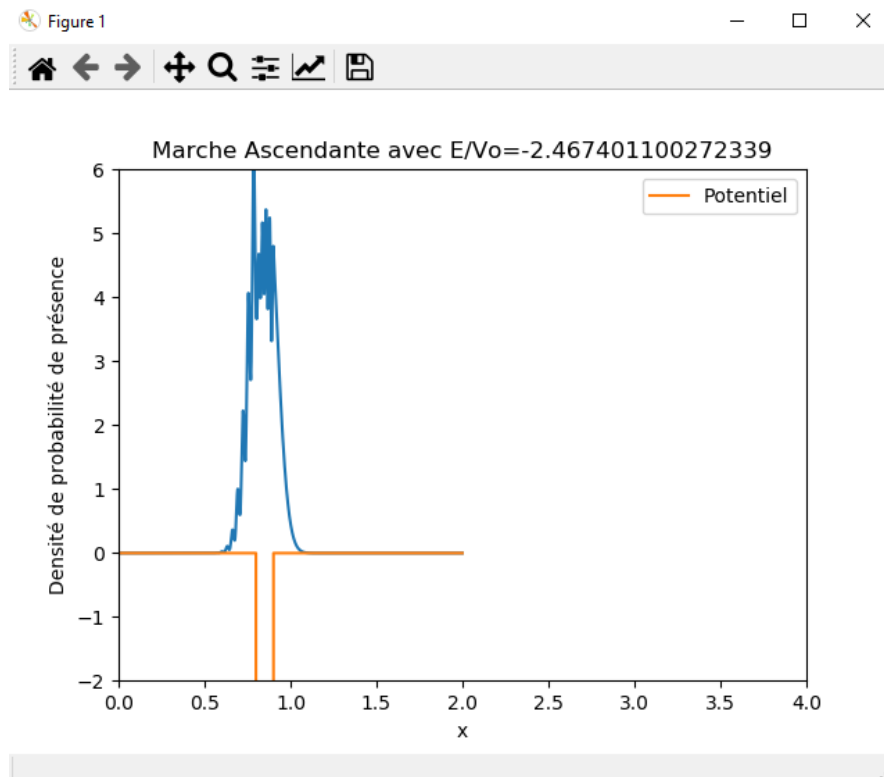 Figure 1
Marche Ascendante avec E/Vo=-2.467401100272339
Potentiel
Densité de probabilité de présence
6
5
4
3
2
1
0
−1
−2
0.0 0.5 1.0 1.5 2.0 2.5 3.0 3.5 4.0
x